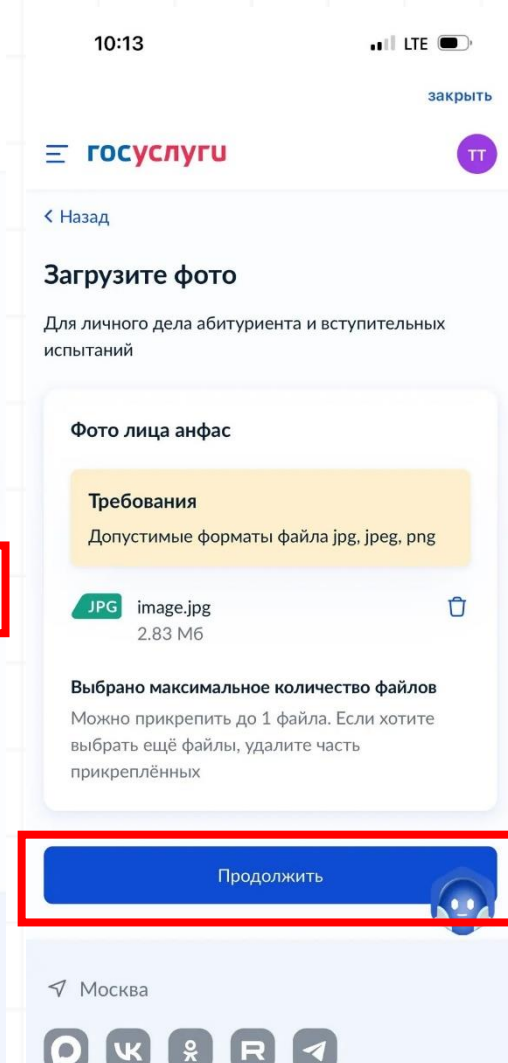 10:13 LTE
закрыть
госуслуги ТТ
Назад
Загрузите фото
Для личного дела абитуриента и вступительных
испытаний
Фото лица анфас
Требования
Допустимые форматы файла jpg, jpeg, png
JPG image.jpg
2.83 Мб
Выбрано максимальное количество файлов
Можно прикрепить до 1 файла. Если хотите
выбрать ещё файлы, удалите часть
прикреплённых
Продолжить
Москва